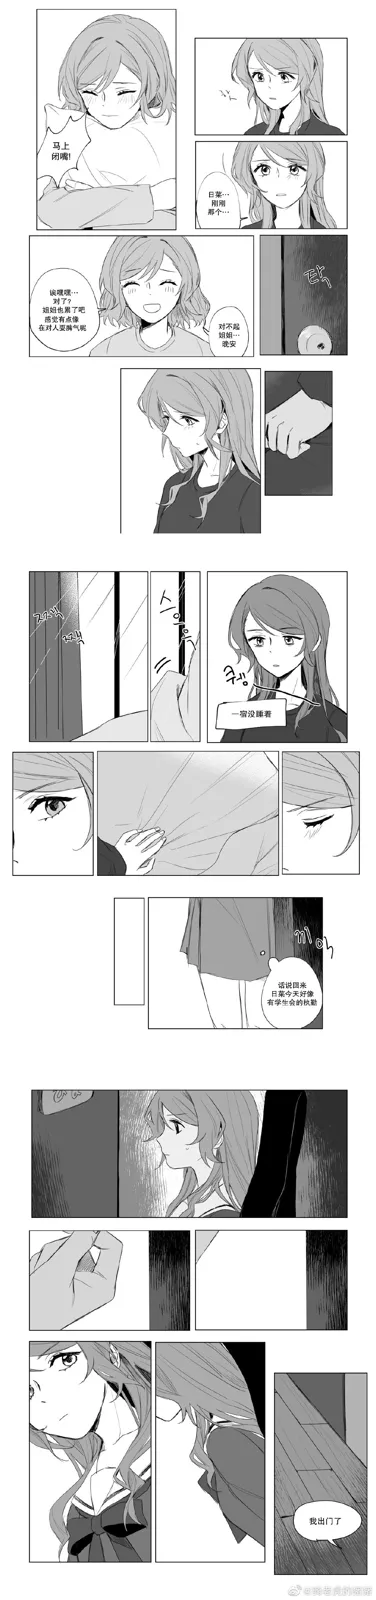 马上
闭嘴!
日菜…
刚刚
那个…
诶嘿嘿…
对了?
姐姐也累了吧
感觉有点像
在对人耍脾气呢
对不起
姐姐…
晚安
탁
一宿没睡着
话说回来
日菜今天好像
有学生会的执勤
끼
이
我出门了